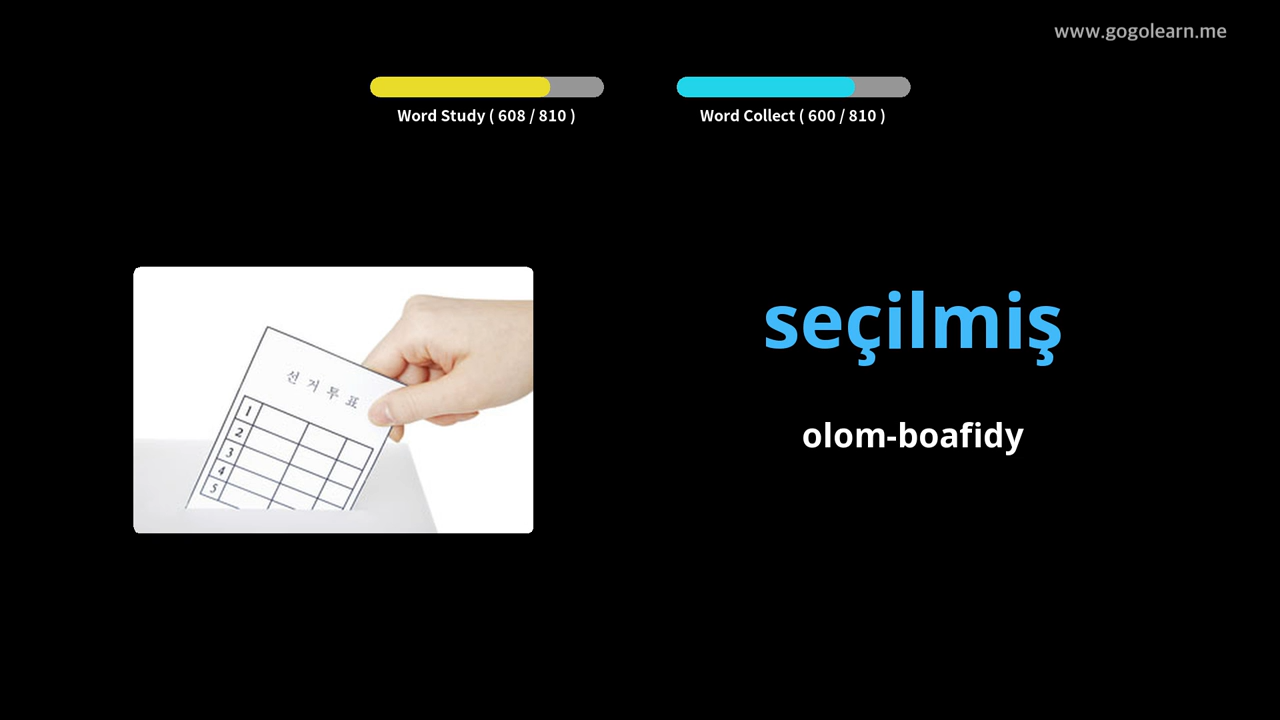 www.gogolearn.me
Word Study ( 608 / 810 )
Word Collect ( 600 / 810 )
선거투표
1
2
3
4
5
seçilmiş
olom-boafidy